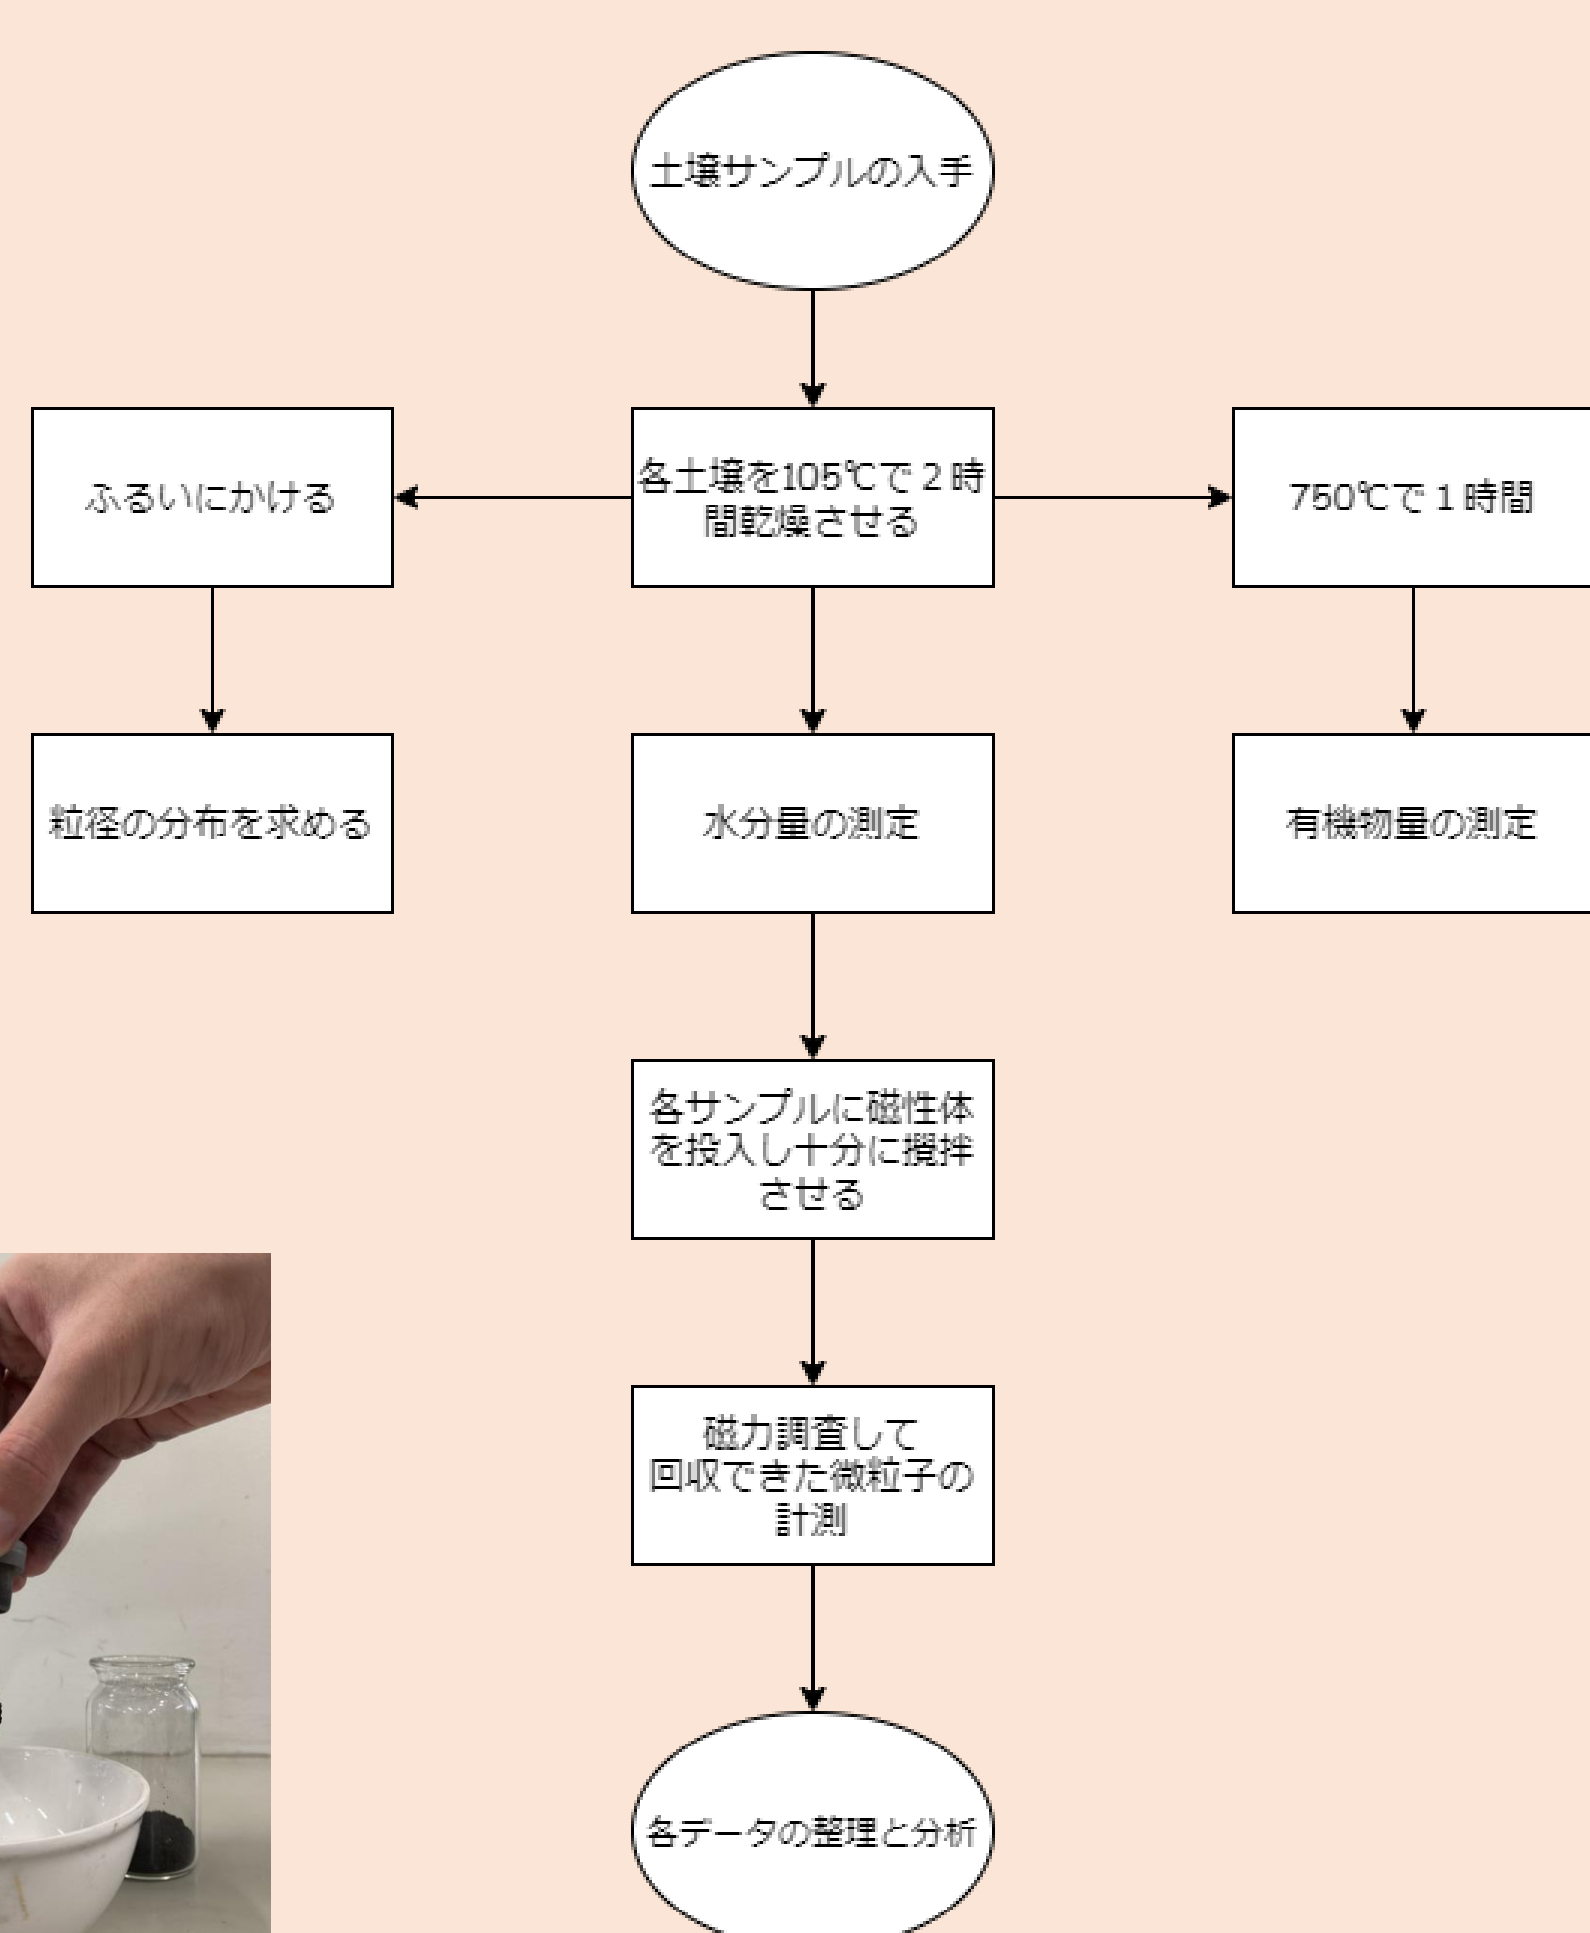 土壌サンプルの入手
ふるいにかける
各土壌を105℃で２時
間乾燥させる
750℃で１時間
粒径の分布を求める
水分量の測定
有機物量の測定
各サンプルに磁性体
を投入し十分に攪拌
させる
磁力調査して
回収できた微粒子の
計測
各データの整理と分析